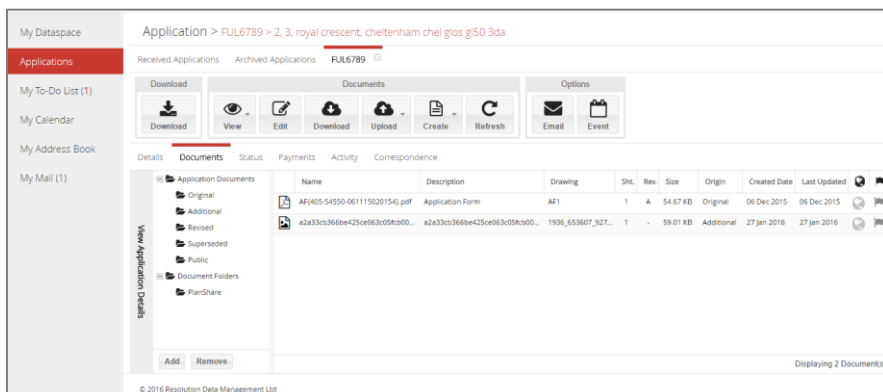 My Dataspace
Applications
My To-Do List (1)
My Calendar
My Address Book
My Mail (1)
Application > FUL6789 > 2, 3, royal crescent, cheltenham chel glos gl50 3da
Received Applications Archived Applications FUL6789
Download Documents Options
Download View Edit Download Upload Create Refresh Email Event
Details Documents Status Payments Activity Correspondence
View Application Details
Application Documents
Original
Additional
Revised
Superseded
Public
Document Folders
PlanShare
Add Remove
Name Description Drawing Sht. Rev. Size Origin Created Date Last Updated
AF(405-54550-061115020154).pdf Application Form AF1 1 A 54.67 KB Original 06 Dec 2015 06 Dec 2015
a2a33cb366be425ce063c05fcb00... a2a33cb366be425ce063c05fcb00... 1936_653607_927... 1 - 59.01 KB Additional 27 Jan 2016 27 Jan 2016
Displaying 2 Document(s
© 2016 Resolution Data Management Ltd